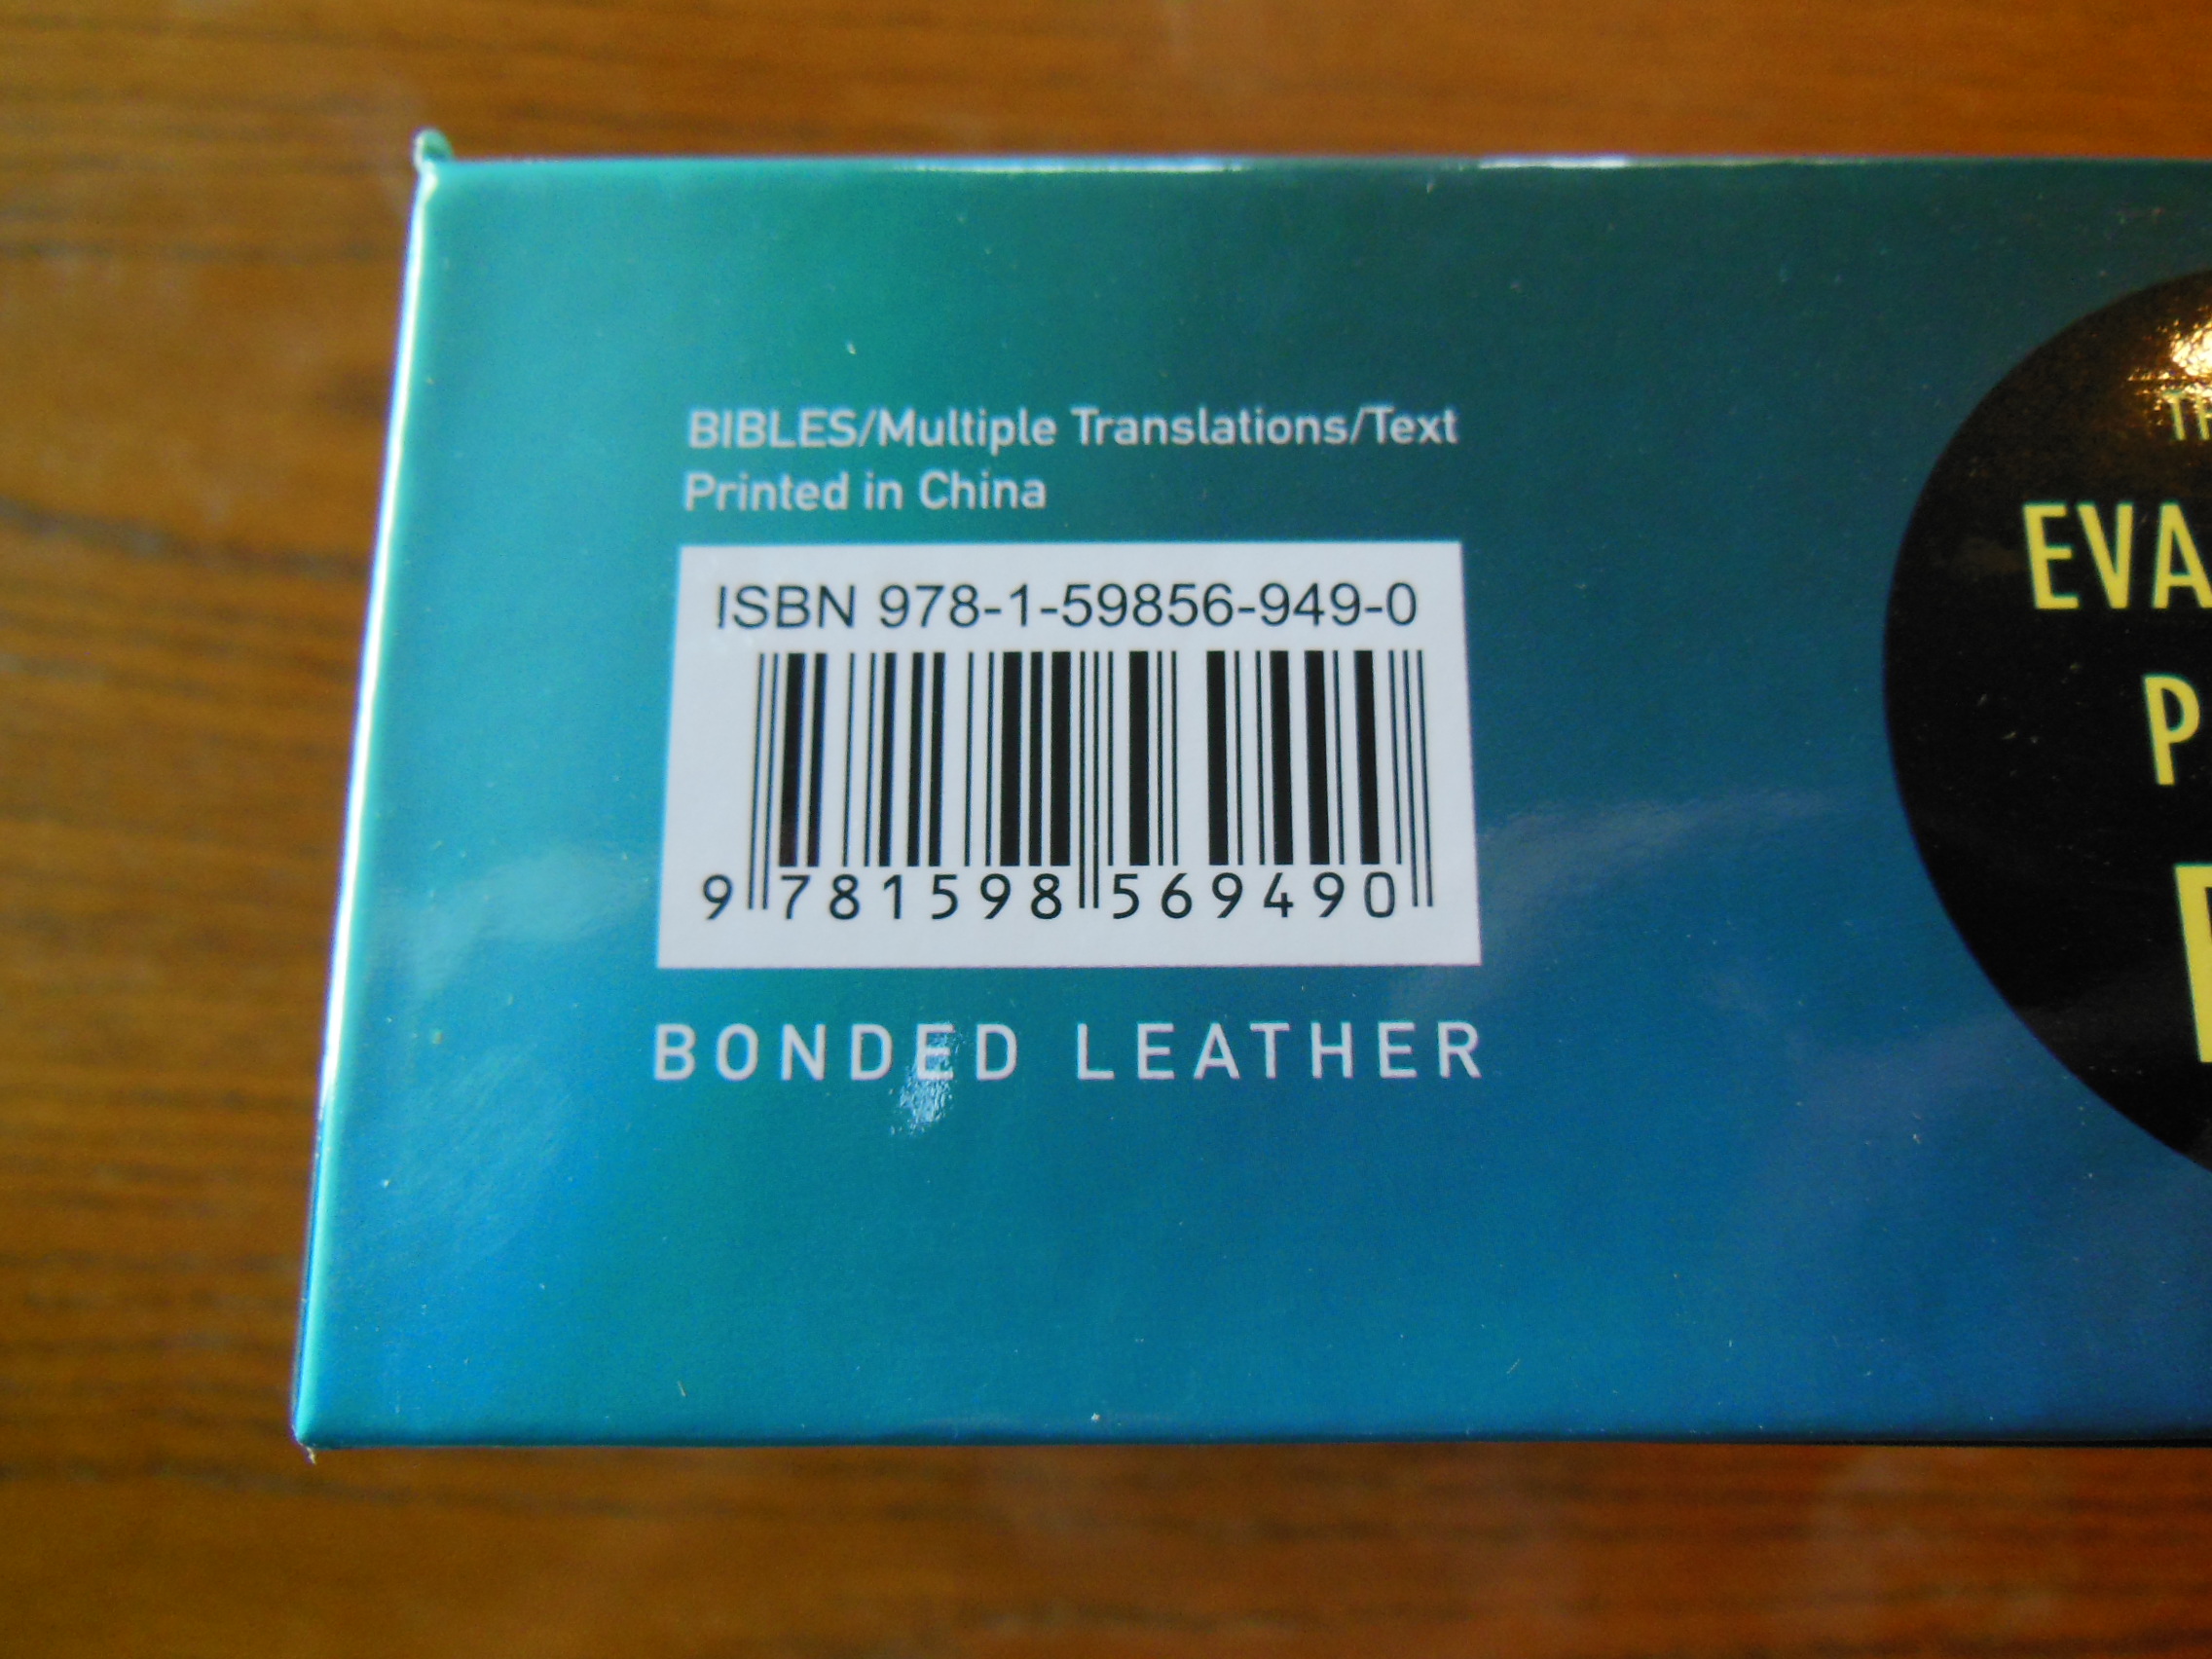 BIBLES/Multiple Translations/Text
Printed in China
ISBN 978-1-59856-949-0
9 781598 569490
BONDED LEATHER
EVA
P